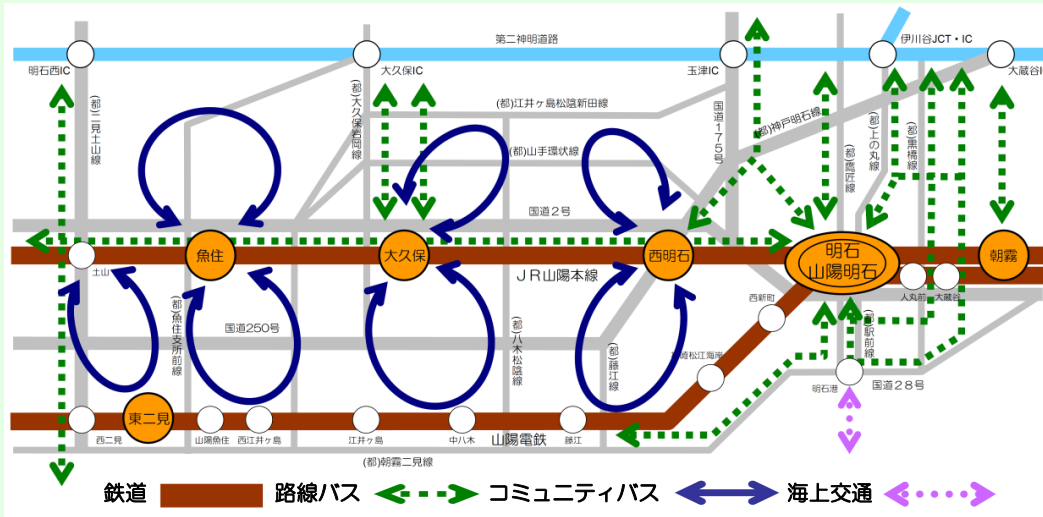 第二神明道路
伊川谷JCT・IC
明石西IC
大久保IC
玉津IC
大蔵谷I
(都)二見土山線
(都)大久保岩岡線
(都)江井ヶ島松陰新田線
国道175号
(都)神戸明石線
(都)上の丸線
(都)黒橋線
(都)山手環状線
(都)鷹匠線
国道2号
魚住
大久保
西明石
明石
山陽明石
朝霧
土山
JR山陽本線
人丸前
大蔵谷
西新町
(都)魚住支所前線
国道250号
(都)八木松陰線
(都)藤江線
松江海岸
(都)駅前線
明石港
国道28号
東二見
西二見
山陽魚住
西江井ヶ島
江井ヶ島
中八木
藤江
山陽電鉄
(都)朝霧二見線
鉄道
路線バス
コミュニティバス
海上交通